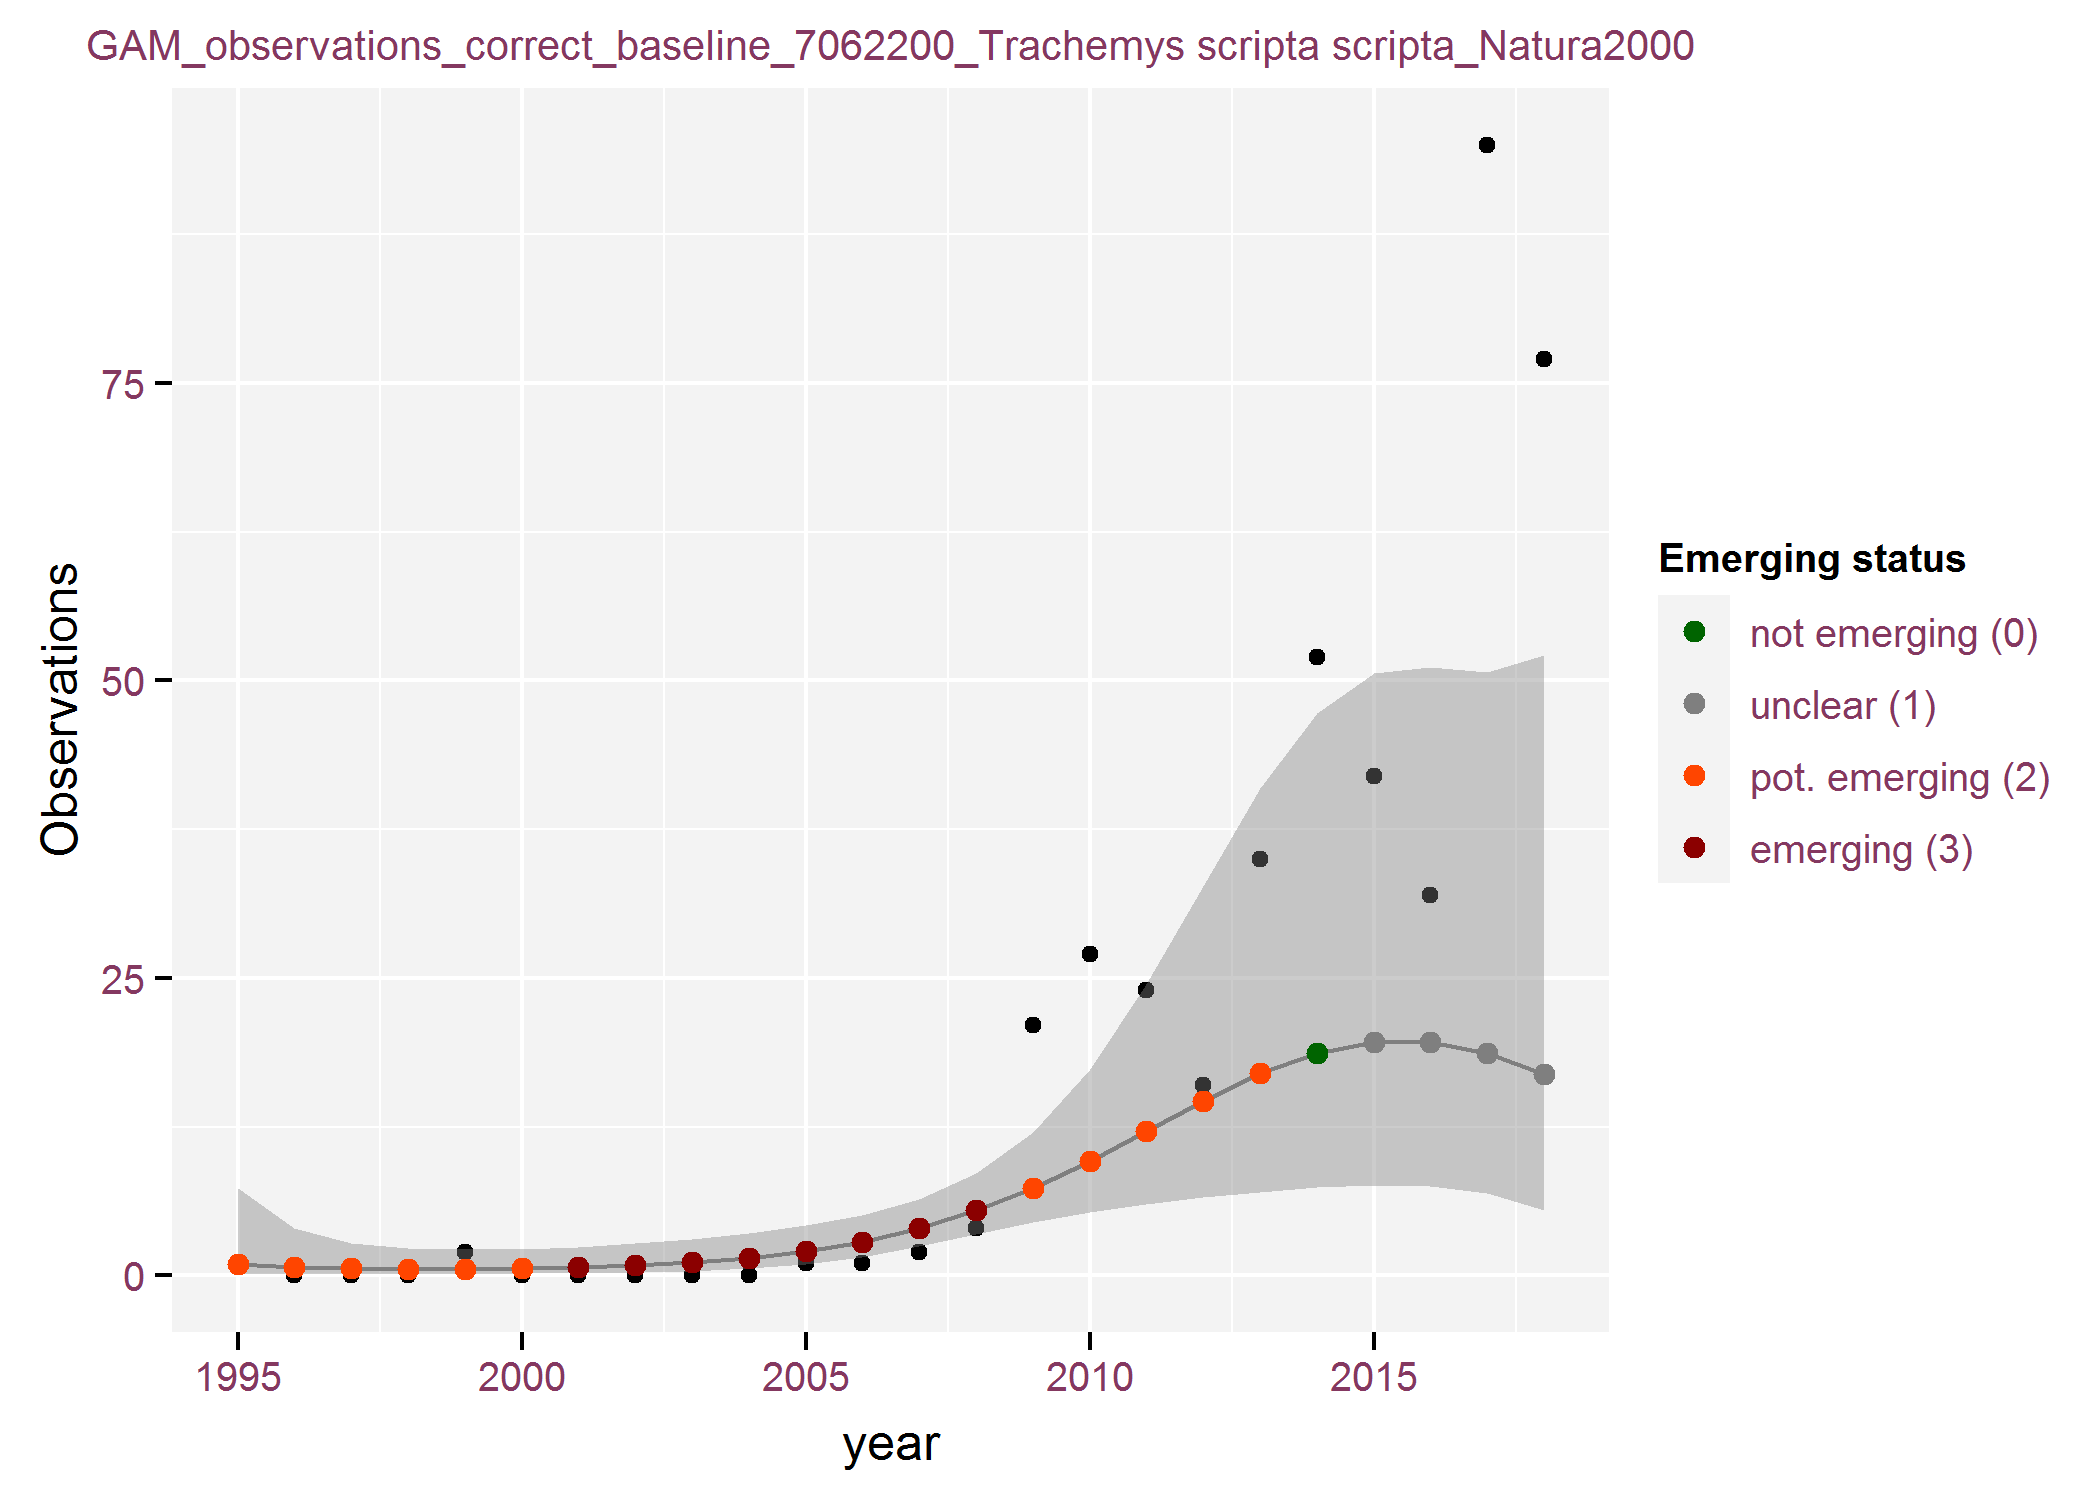 GAM_observations_correct_baseline_7062200_Trachemys scripta scripta_Natura2000
Observations
75
50
25
0
1995 2000 2005 2010 2015
year
Emerging status
not emerging (0)
unclear (1)
pot. emerging (2)
emerging (3)